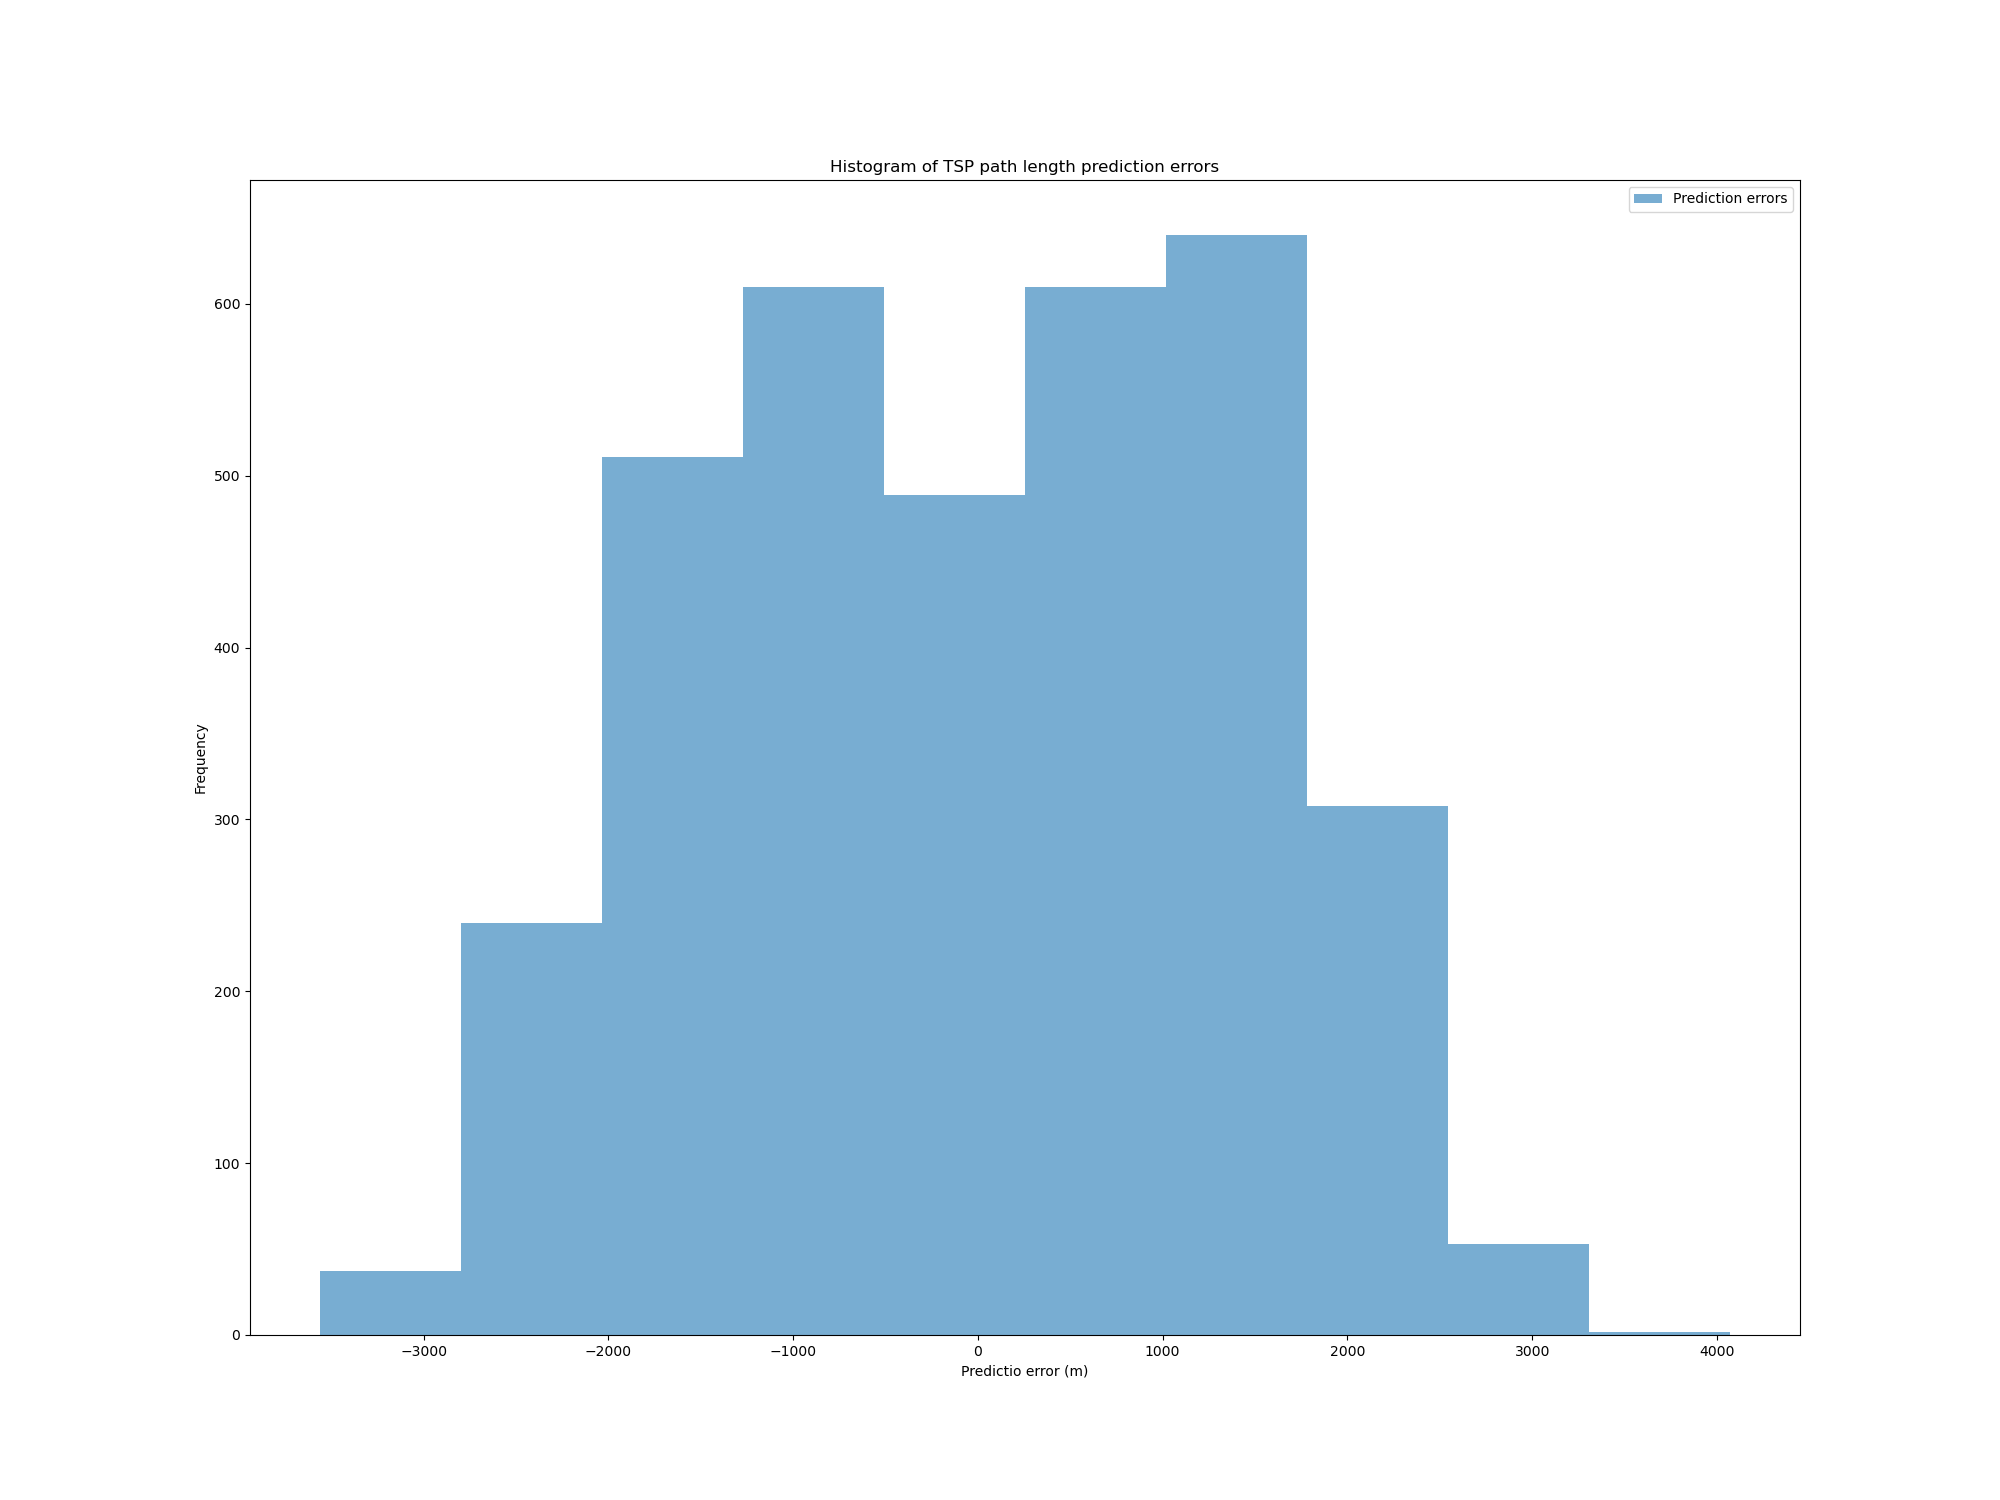 Histogram of TSP path length prediction errors
Prediction errors
600
500
400
300
200
100
0
Frequency
−3000 −2000 −1000 0 1000 2000 3000 4000
Predictio error (m)